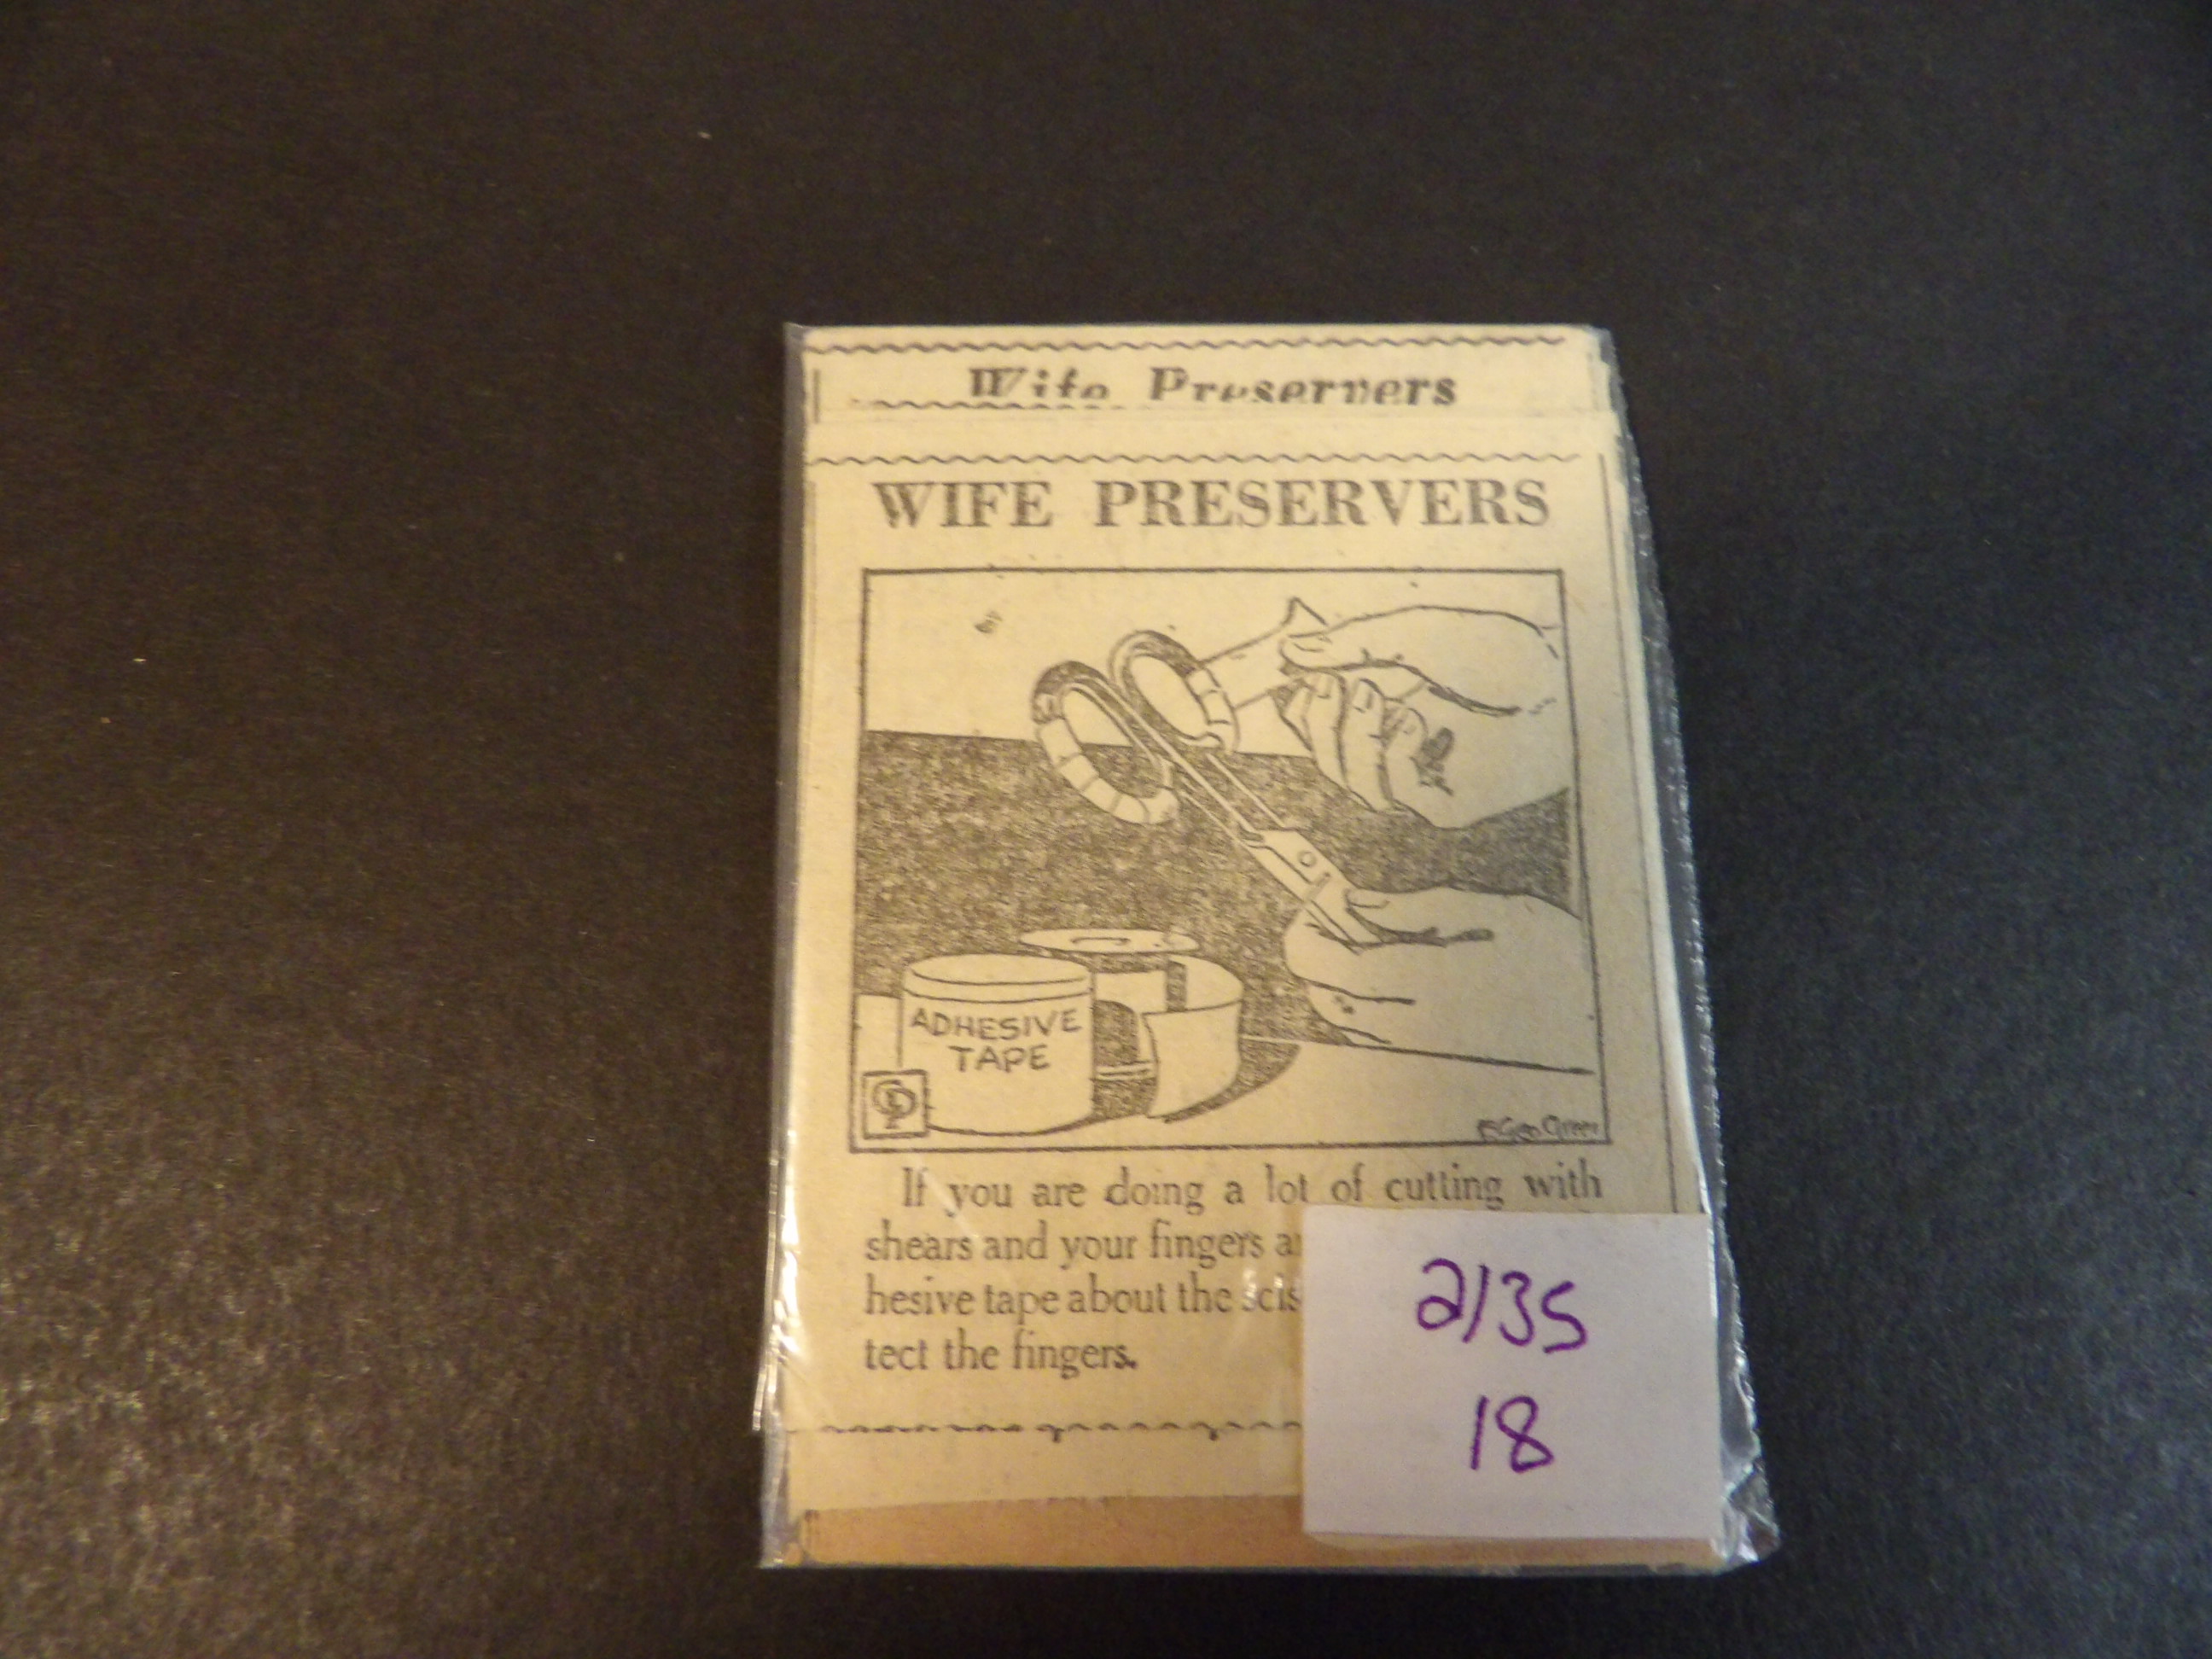 Wife Preservers
WIFE PRESERVERS
ADHESIVE
TAPE
CP
If you are doing a lot of cutting with
shears and your fingers
hesive tape about the
tect the fingers.
2/35
18